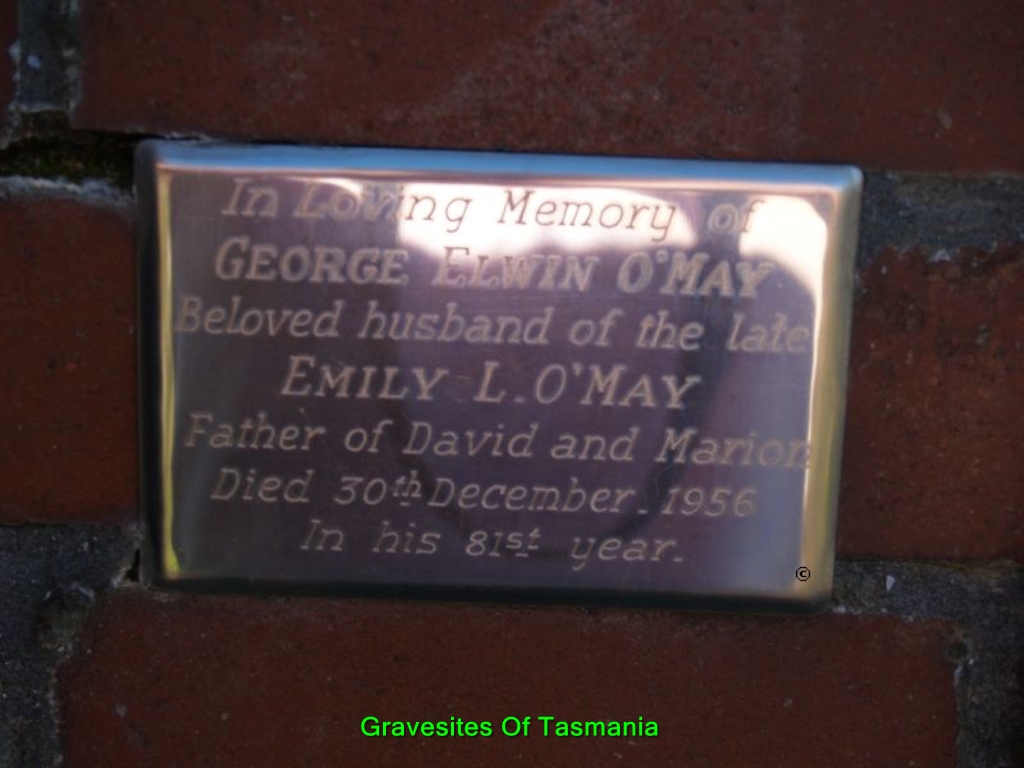 In Loving Memory of
GEORGE ELWIN O'MAY
Beloved husband of the late
EMILY L. O'MAY
Father of David and Marion
Died 30th December. 1956
In his 81st year.
©
Gravesites Of Tasmania